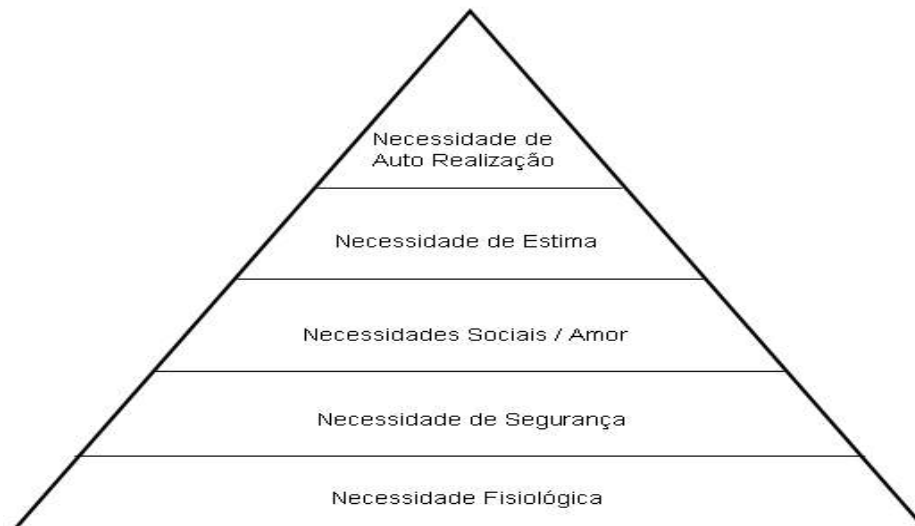 Necessidade de
Auto Realização
Necessidade de Estima
Necessidades Sociais / Amor
Necessidade de Segurança
Necessidade Fisiológica